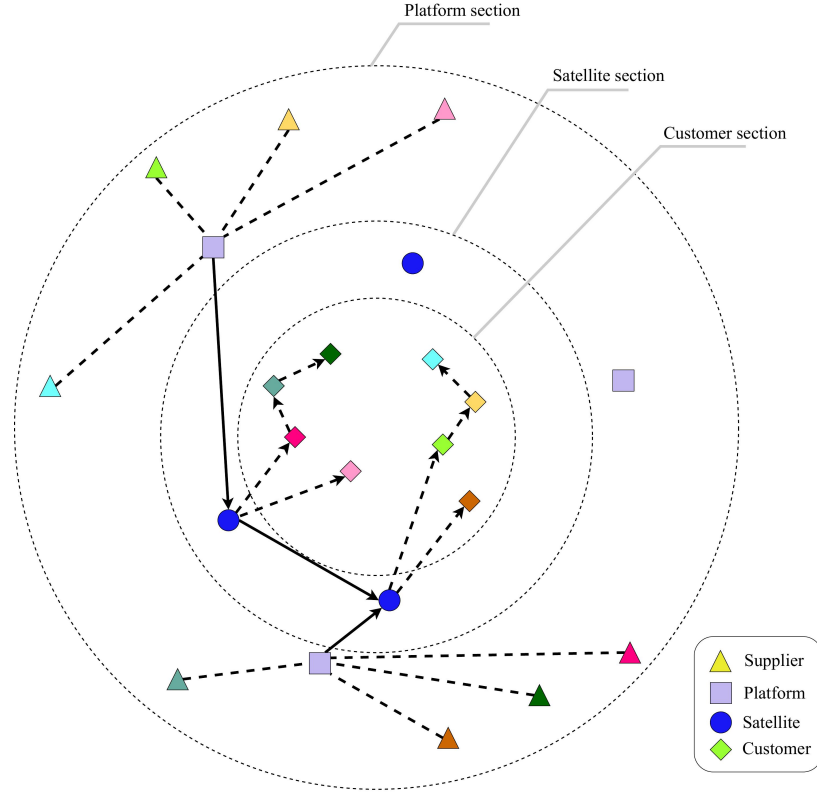 Platform section
Satellite section
Customer section
Supplier
Platform
Satellite
Customer